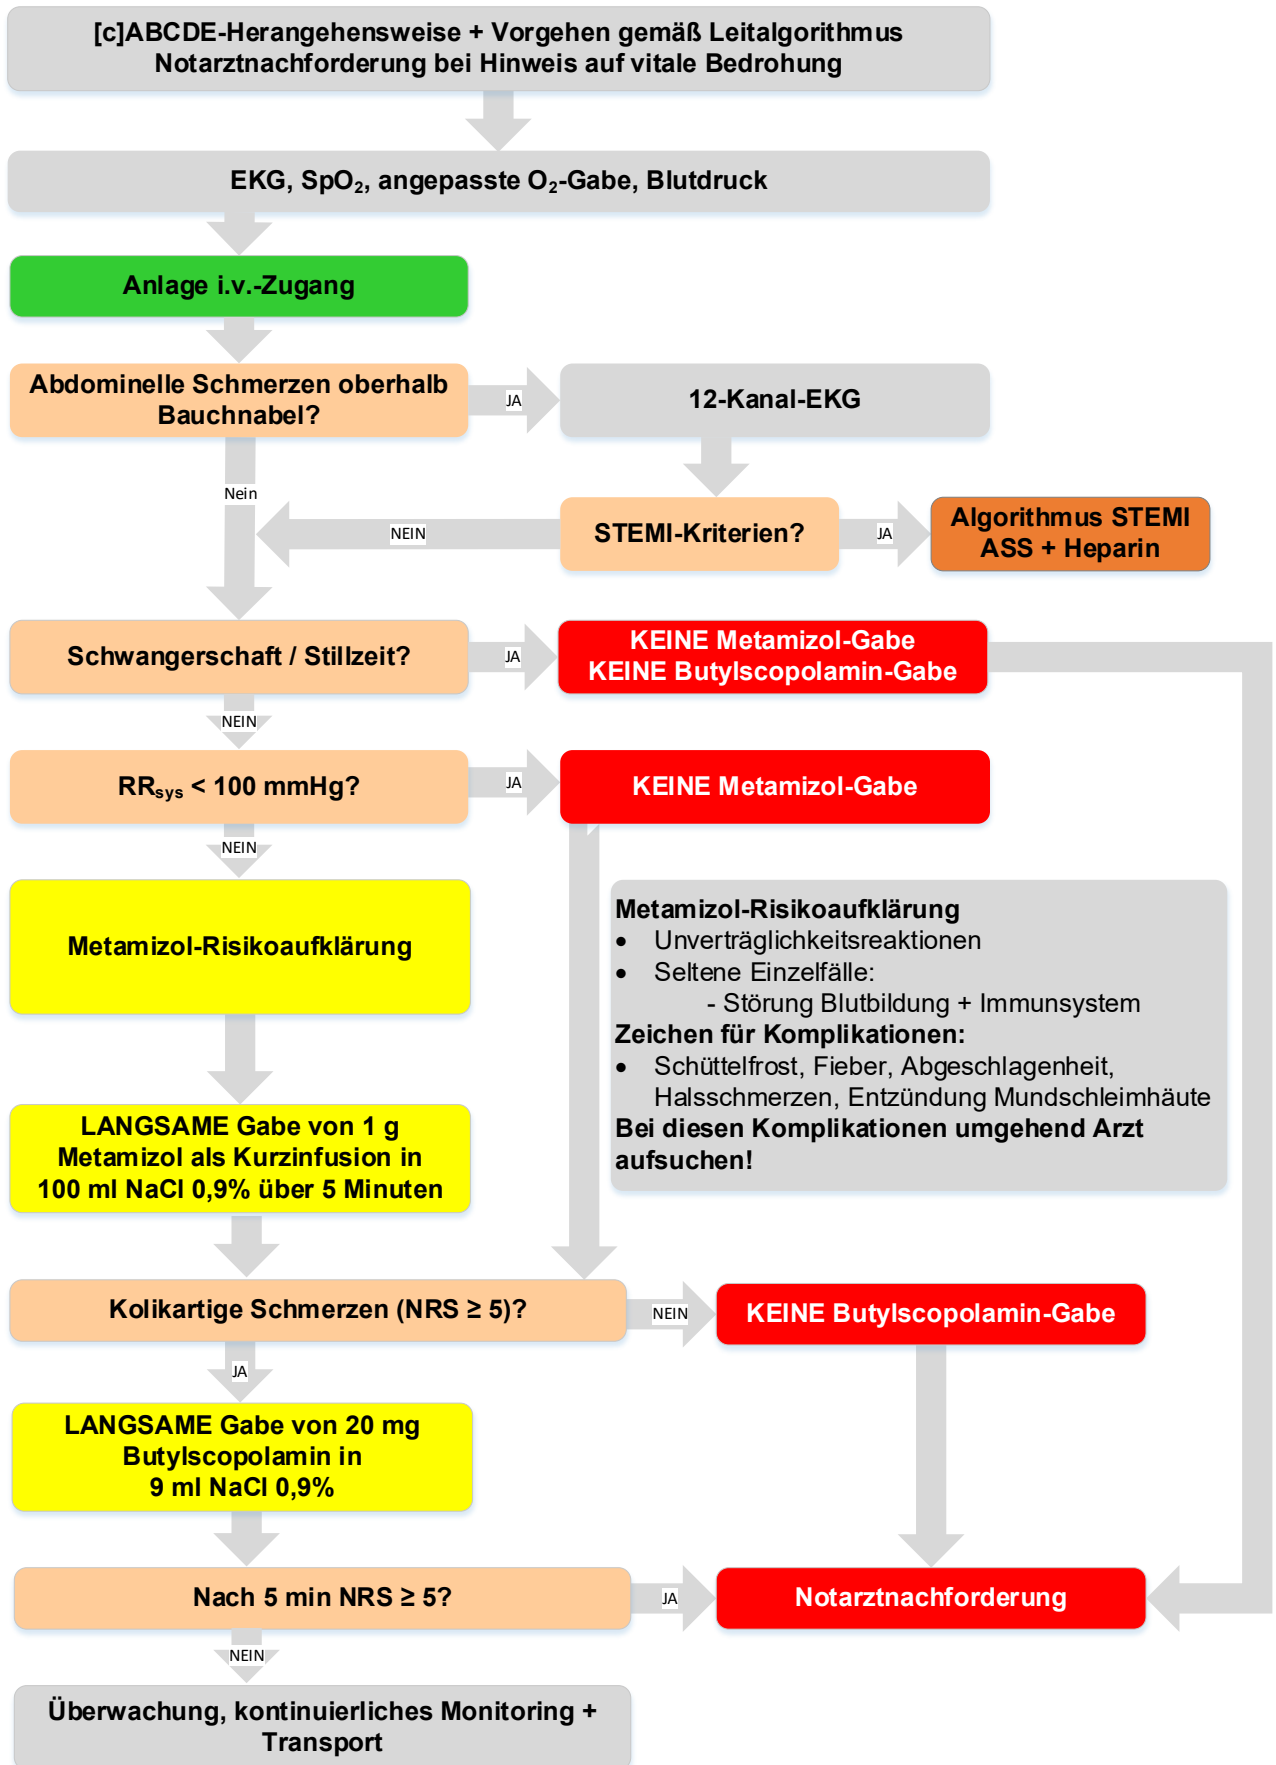 [c]ABCDE-Herangehensweise + Vorgehen gemäß Leitalgorithmus
Notarztnachforderung bei Hinweis auf vitale Bedrohung
EKG, SpO₂, angepasste O₂-Gabe, Blutdruck
Anlage i.v.-Zugang
Abdominelle Schmerzen oberhalb
Bauchnabel?
JA
12-Kanal-EKG
Nein
STEMI-Kriterien?
NEIN
JA
Algorithmus STEMI
ASS + Heparin
Schwangerschaft / Stillzeit?
JA
KEINE Metamizol-Gabe
KEINE Butylscopolamin-Gabe
NEIN
RRsys < 100 mmHg?
JA
KEINE Metamizol-Gabe
NEIN
Metamizol-Risikoaufklärung
Metamizol-Risikoaufklärung
• Unverträglichkeitsreaktionen
• Seltene Einzelfälle:
- Störung Blutbildung + Immunsystem
Zeichen für Komplikationen:
• Schüttelfrost, Fieber, Abgeschlagenheit,
Halsschmerzen, Entzündung Mundschleimhäute
Bei diesen Komplikationen umgehend Arzt
aufsuchen!
LANGSAME Gabe von 1 g
Metamizol als Kurzinfusion in
100 ml NaCl 0,9% über 5 Minuten
Kolikartige Schmerzen (NRS ≥ 5)?
NEIN
KEINE Butylscopolamin-Gabe
JA
LANGSAME Gabe von 20 mg
Butylscopolamin in
9 ml NaCl 0,9%
Nach 5 min NRS ≥ 5?
JA
Notarztnachforderung
NEIN
Überwachung, kontinuierliches Monitoring +
Transport